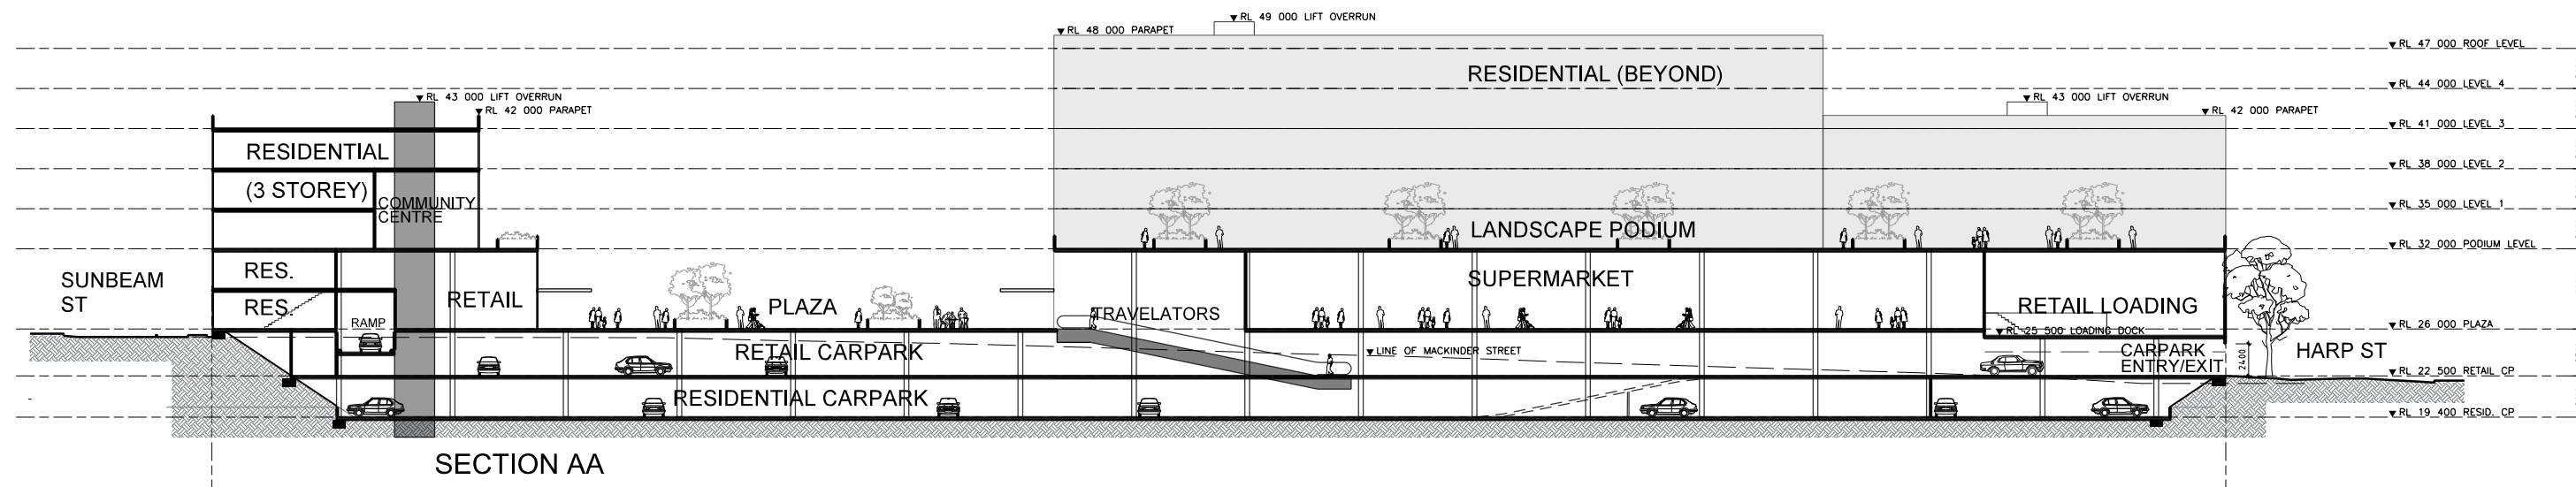 RL 49 000 LIFT OVERRUN
RL 48 000 PARAPET
RL 47 000 ROOF LEVEL
RESIDENTIAL (BEYOND)
RL 44 000 LEVEL 4
RL 43 000 LIFT OVERRUN
RL 43 000 LIFT OVERRUN
RL 42 000 PARAPET
RL 42 000 PARAPET
RL 41 000 LEVEL 3
RESIDENTIAL
RL 38 000 LEVEL 2
(3 STOREY)
COMMUNITY
CENTRE
RL 35 000 LEVEL 1
LANDSCAPE PODIUM
RL 32 000 PODIUM LEVEL
SUNBEAM
ST
RES.
SUPERMARKET
RETAIL
RES.
PLAZA
RETAIL LOADING
TRAVELATORS
RAMP
RL 26 000 PLAZA
RL 25 500 LOADING DOCK
RETAIL CARPARK
LINE OF MACKINDER STREET
CARPARK
ENTRY/EXIT
2400
HARP ST
RL 22 500 RETAIL CP
RESIDENTIAL CARPARK
RL 19 400 RESID. CP
SECTION AA